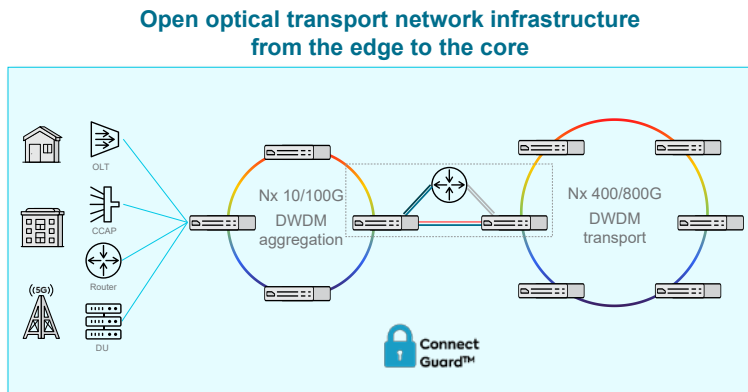 Open optical transport network infrastructure
from the edge to the core
OLT
CCAP
Router
((5G))
DU
Nx 10/100G
DWDM
aggregation
Nx 400/800G
DWDM
transport
Connect
Guard™